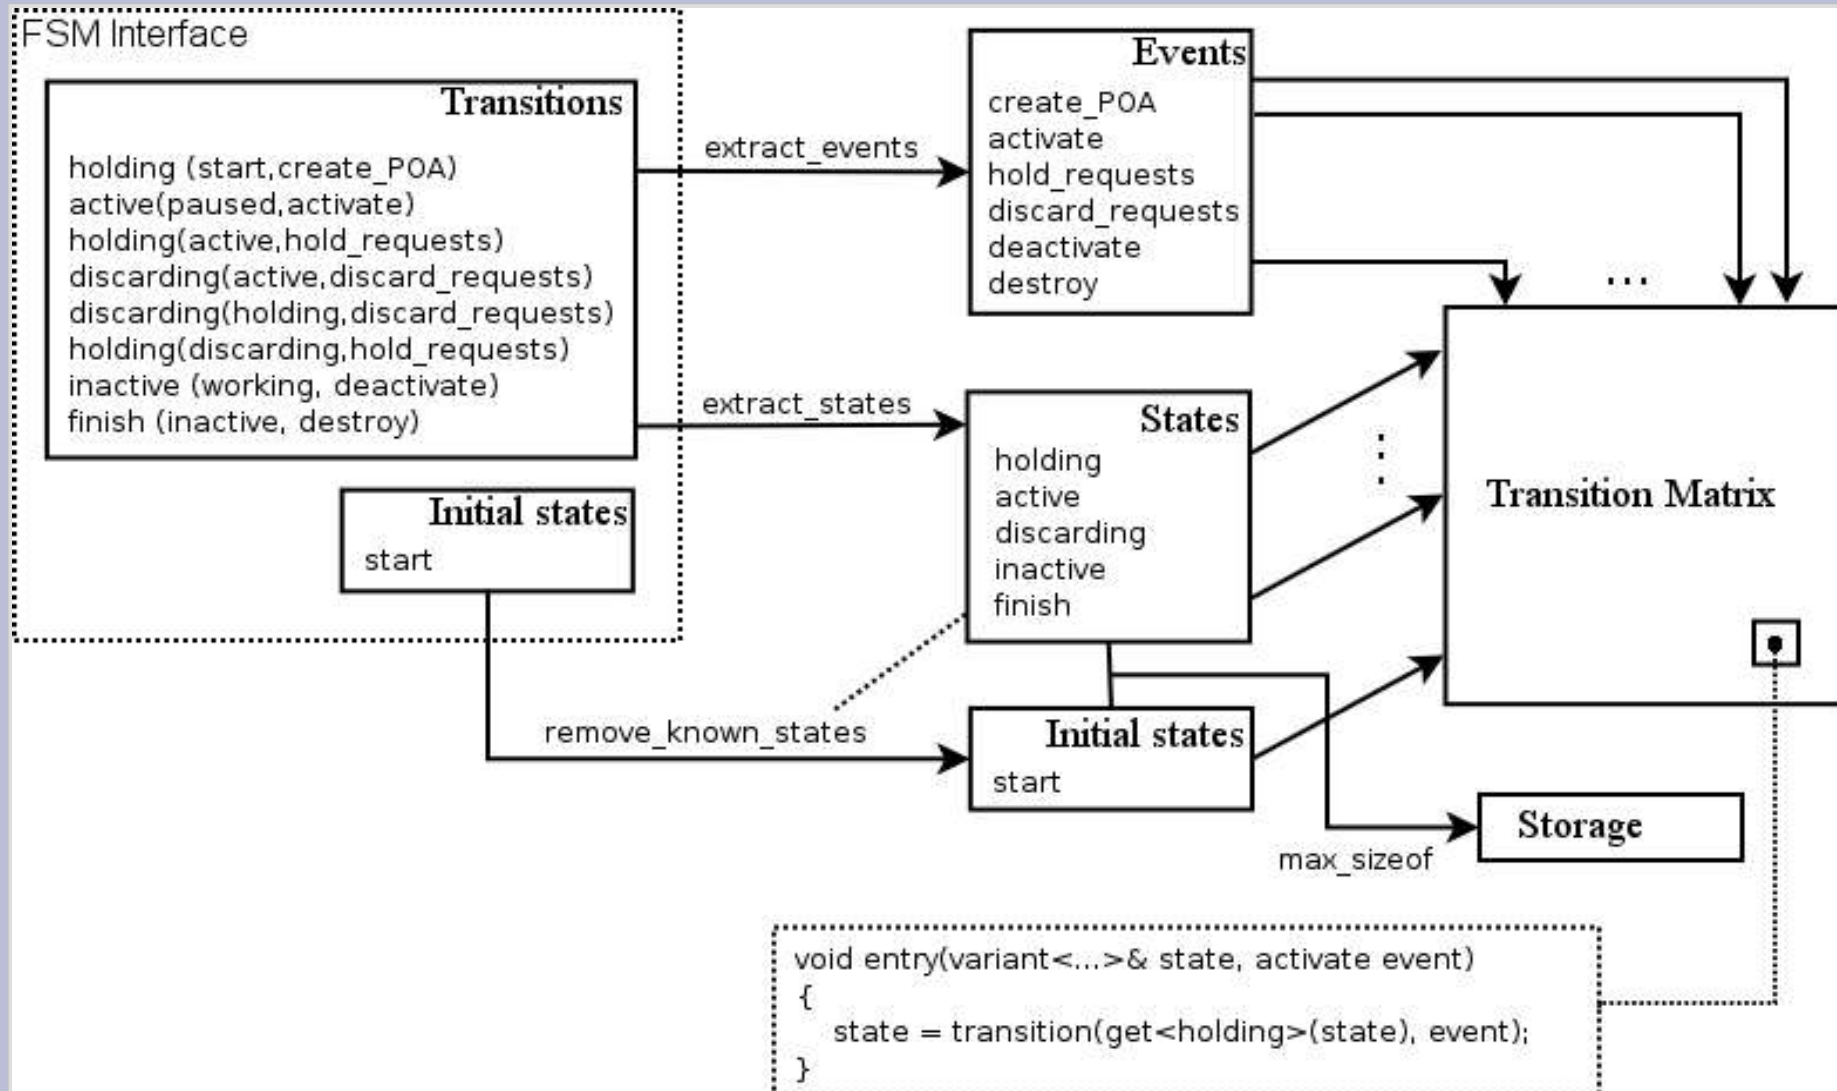 FSM Interface
Transitions
holding (start,create_POA)
active(paused,activate)
holding(active,hold_requests)
discarding(active,discard_requests)
discarding(holding,discard_requests)
holding(discarding,hold_requests)
inactive (working, deactivate)
finish (inactive, destroy)
Initial states
start
extract_events
extract_states
remove_known_states
Events
create_POA
activate
hold_requests
discard_requests
deactivate
destroy
States
holding
active
discarding
inactive
finish
Initial states
start
...
Transition Matrix
max_sizeof
Storage
void entry(variant<...>& state, activate event)
{
state = transition(get<holding>(state), event);
}